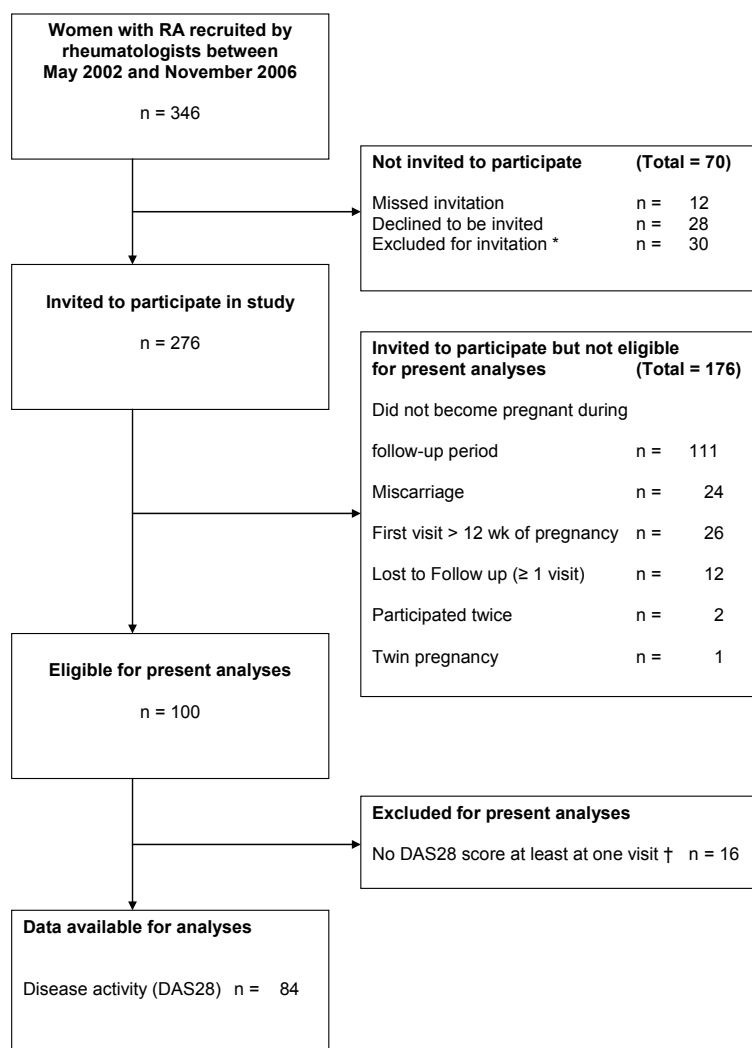 Women with RA recruited by
rheumatologists between
May 2002 and November 2006
n = 346
Not invited to participate (Total = 70)
Missed invitation n = 12
Declined to be invited n = 28
Excluded for invitation * n = 30
Invited to participate in study
n = 276
Invited to participate but not eligible
for present analyses (Total = 176)
Did not become pregnant during
follow-up period n = 111
Miscarriage n = 24
First visit > 12 wk of pregnancy n = 26
Lost to Follow up (≥ 1 visit) n = 12
Participated twice n = 2
Twin pregnancy n = 1
Eligible for present analyses
n = 100
Excluded for present analyses
No DAS28 score at least at one visit † n = 16
Data available for analyses
Disease activity (DAS28) n = 84